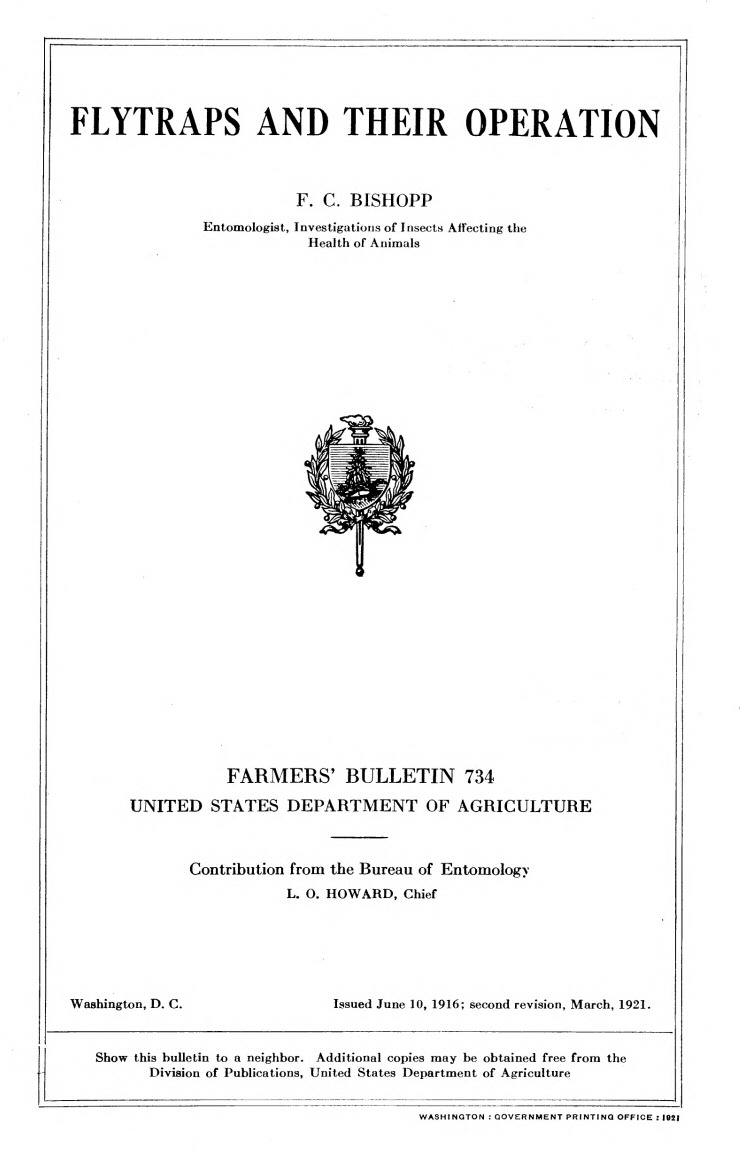 FLYTRAPS AND THEIR OPERATION
F. C. BISHOPP
Entomologist, Investigations of Insects Affecting the
Health of Animals
FARMERS' BULLETIN 734
UNITED STATES DEPARTMENT OF AGRICULTURE
Contribution from the Bureau of Entomology
L. O. HOWARD, Chief
Washington, D. C. Issued June 10, 1916; second revision, March, 1921.
Show this bulletin to a neighbor. Additional copies may be obtained free from the
Division of Publications, United States Department of Agriculture
WASHINGTON : GOVERNMENT PRINTING OFFICE : 1921